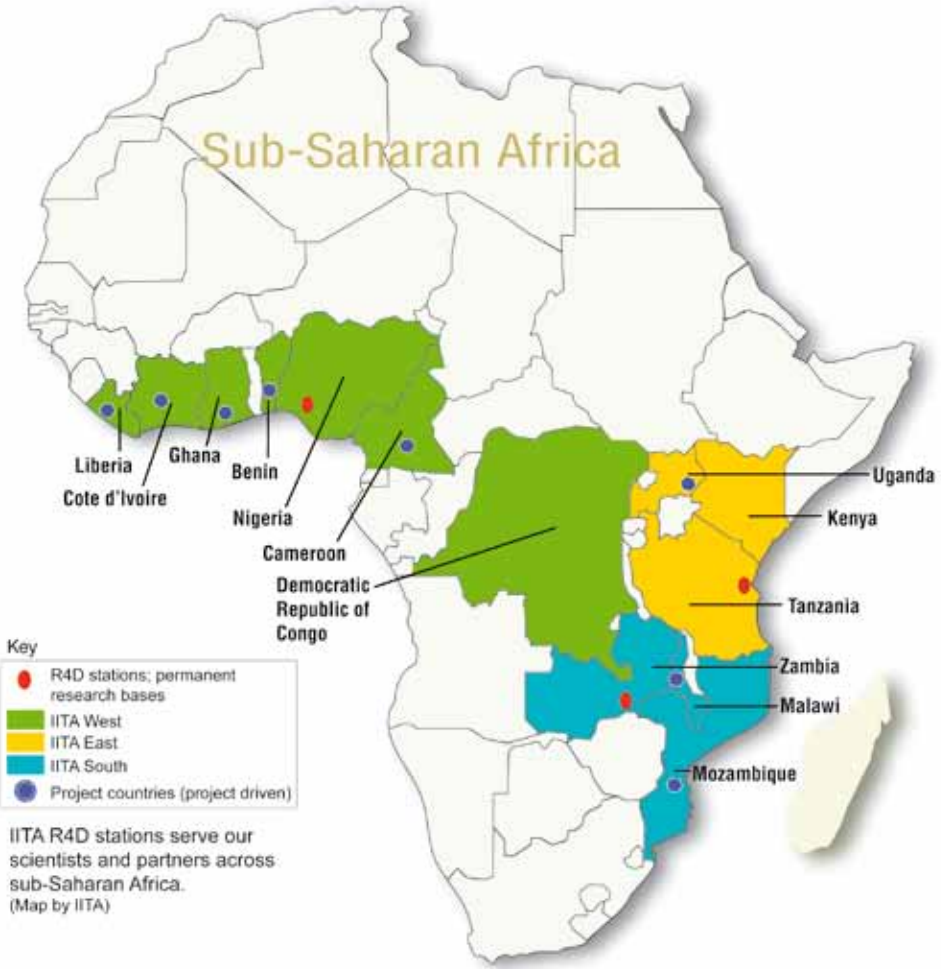 Sub-Saharan Africa
Liberia
Cote d'Ivoire
Ghana
Benin
Nigeria
Cameroon
Democratic
Republic of
Congo
Uganda
Kenya
Tanzania
Zambia
Malawi
Mozambique
Key
R4D stations; permanent
research bases
IITA West
IITA East
IITA South
Project countries (project driven)
IITA R4D stations serve our
scientists and partners across
sub-Saharan Africa.
(Map by IITA)